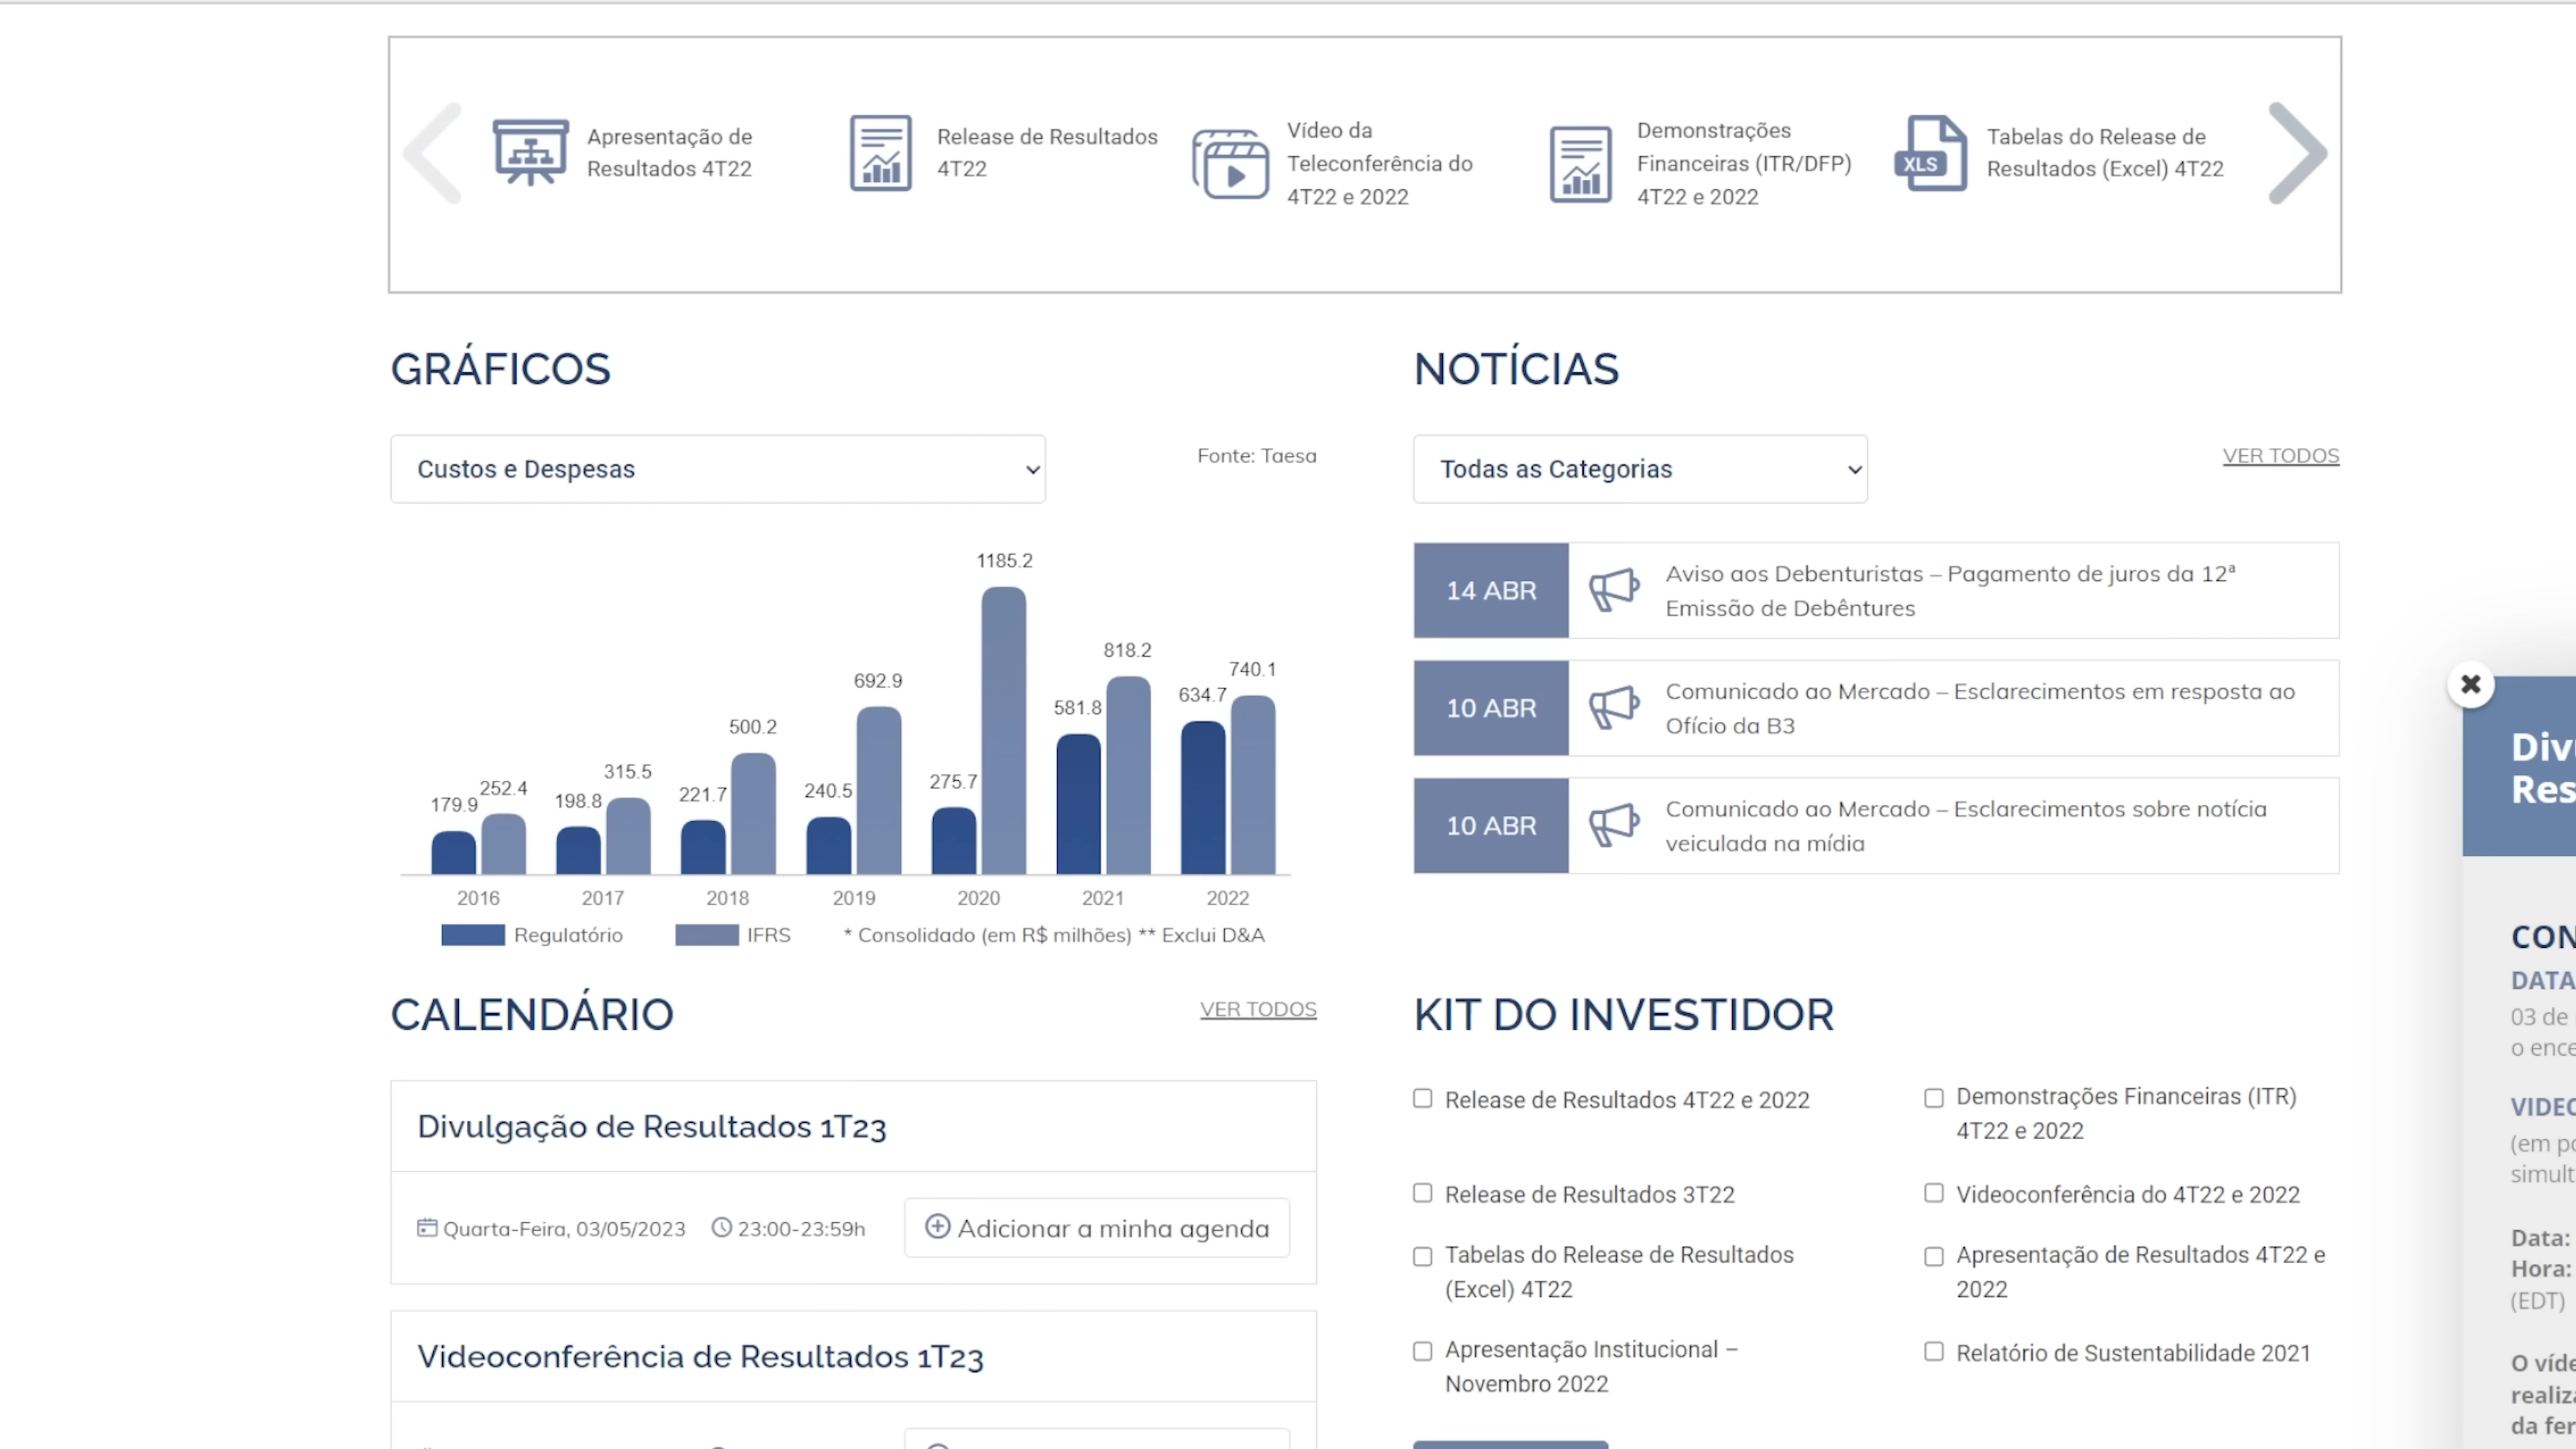 Apresentação de
Resultados 4T22
Release de Resultados
4T22
Vídeo da
Teleconferência do
4T22 e 2022
Demonstrações
Financeiras (ITR/DFP)
4T22 e 2022
XLS
Tabelas do Release de
Resultados (Excel) 4T22
GRÁFICOS
Custos e Despesas
Fonte: Taesa
1185.2
818.2
740.1
692.9
634.7
581.8
500.2
315.5
275.7
252.4
240.5
221.7
198.8
179.9
2016 2017 2018 2019 2020 2021 2022
Regulatório IFRS * Consolidado (em R$ milhões) ** Exclui D&A
NOTÍCIAS
Todas as Categorias
VER TODOS
14 ABR
Aviso aos Debenturistas – Pagamento de juros da 12ª
Emissão de Debêntures
10 ABR
Comunicado ao Mercado – Esclarecimentos em resposta ao
Ofício da B3
10 ABR
Comunicado ao Mercado – Esclarecimentos sobre notícia
veiculada na mídia
CALENDÁRIO
VER TODOS
Divulgação de Resultados 1T23
Quarta-Feira, 03/05/2023 23:00-23:59h Adicionar a minha agenda
Videoconferência de Resultados 1T23
KIT DO INVESTIDOR
Release de Resultados 4T22 e 2022
Demonstrações Financeiras (ITR)
4T22 e 2022
Release de Resultados 3T22
Videoconferência do 4T22 e 2022
Tabelas do Release de Resultados
(Excel) 4T22
Apresentação de Resultados 4T22 e
2022
Apresentação Institucional –
Novembro 2022
Relatório de Sustentabilidade 2021
DATA
03 de
Data:
Hora:
(EDT)